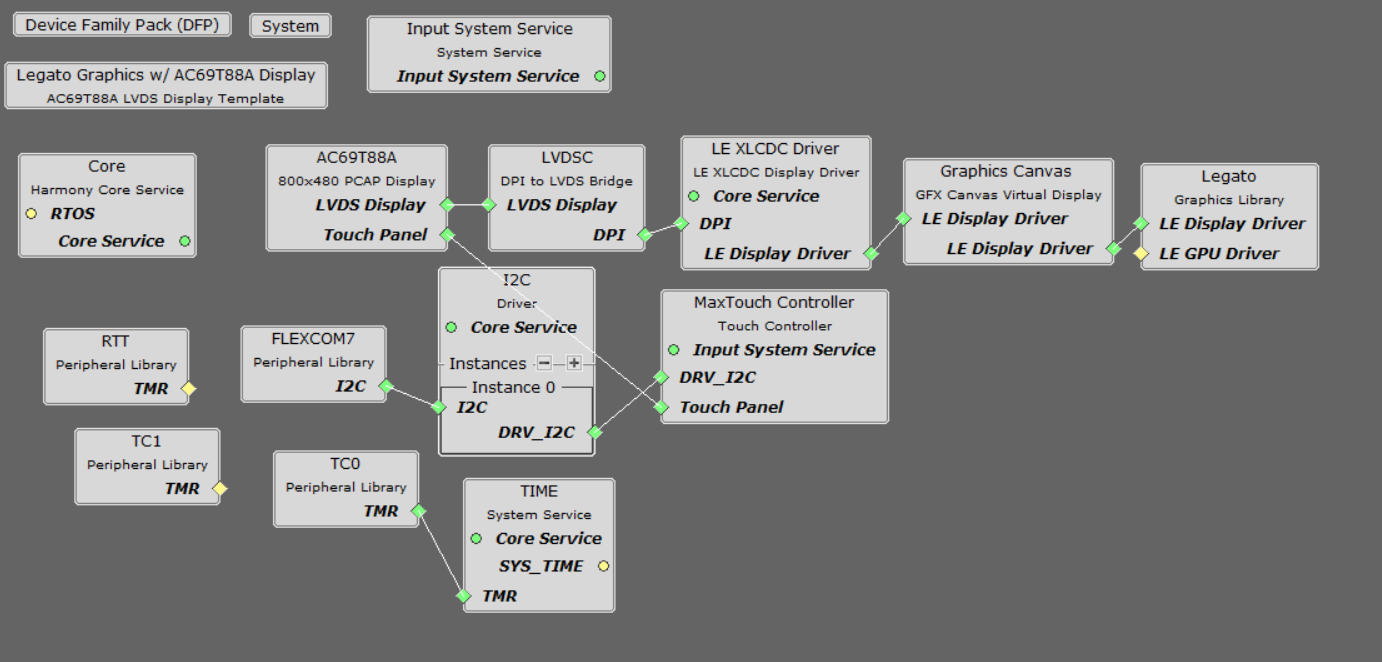 Device Family Pack (DFP)
System
Input System Service
System Service
Input System Service
Legato Graphics w/ AC69T88A Display
AC69T88A LVDS Display Template
Core
Harmony Core Service
RTOS
Core Service
AC69T88A
800x480 PCAP Display
LVDS Display
Touch Panel
LVDSC
DPI to LVDS Bridge
LVDS Display
DPI
LE XLCDC Driver
LE XLCDC Display Driver
Core Service
DPI
LE Display Driver
Graphics Canvas
GFX Canvas Virtual Display
LE Display Driver
LE Display Driver
Legato
Graphics Library
LE Display Driver
LE GPU Driver
RTT
Peripheral Library
TMR
FLEXCOM7
Peripheral Library
I2C
I2C
Driver
Core Service
Instances
Instance 0
I2C
DRV_I2C
MaxTouch Controller
Touch Controller
Input System Service
DRV_I2C
Touch Panel
TC1
Peripheral Library
TMR
TC0
Peripheral Library
TMR
TIME
System Service
Core Service
SYS_TIME
TMR